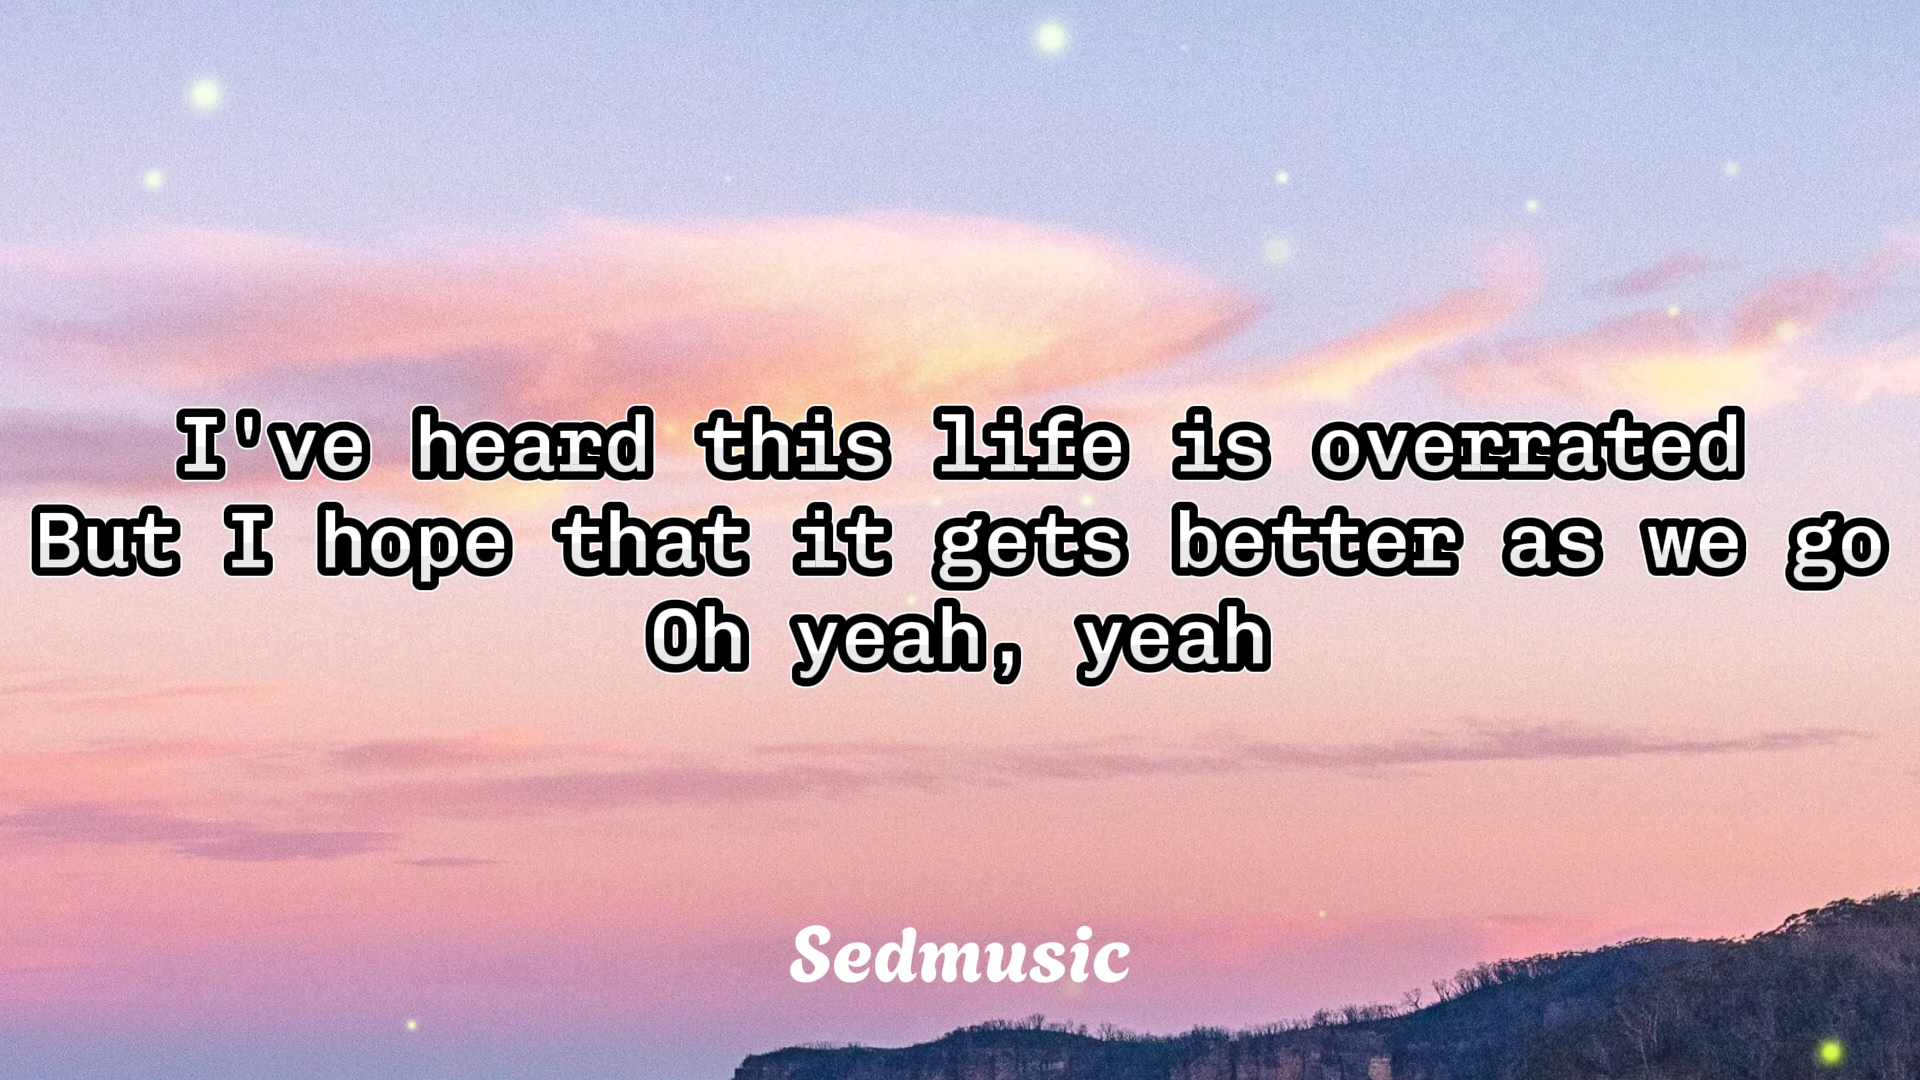 I've heard this life is overrated
But I hope that it gets better as we go
Oh yeah, yeah
Sedmusic